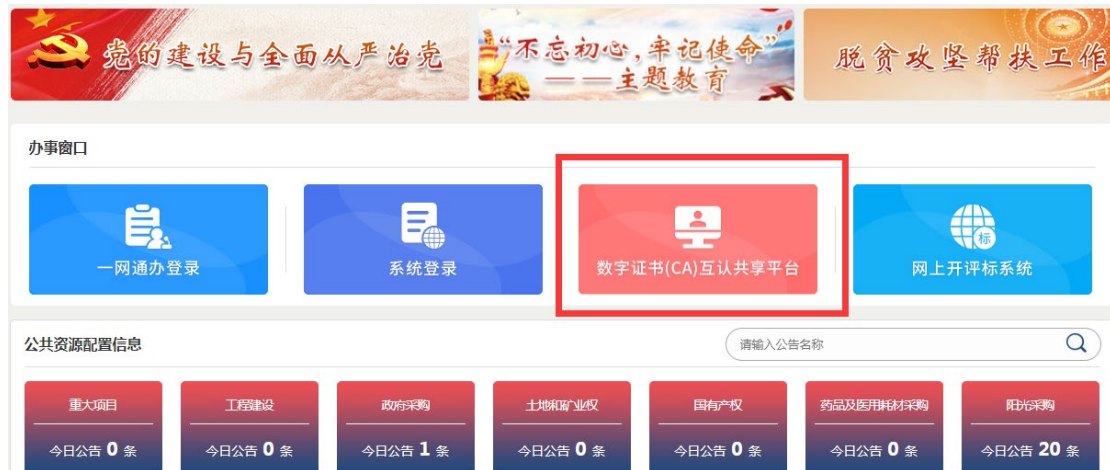 党的建设与全面从严治党
“不忘初心,牢记使命”
——主题教育
脱贫攻坚帮扶工作
办事窗口
一网通办登录
系统登录
数字证书(CA)互认共享平台
标
网上开评标系统
公共资源配置信息
请输入公告名称
重大项目
工程建设
政府采购
土地和矿业权
国有产权
药品及医用耗材采购
阳光采购
今日公告 0 条
今日公告 0 条
今日公告 1 条
今日公告 0 条
今日公告 0 条
今日公告 0 条
今日公告 20 条